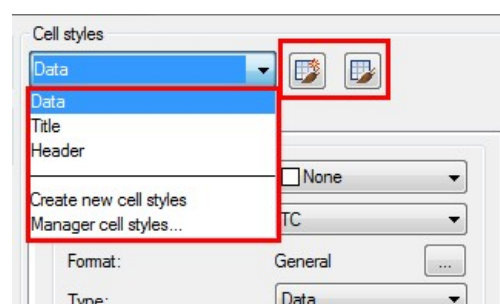 Cell styles
Data
Data
Title
Header
Create new cell styles
Manager cell styles...
None
TC
Format: General ...
Type: Data